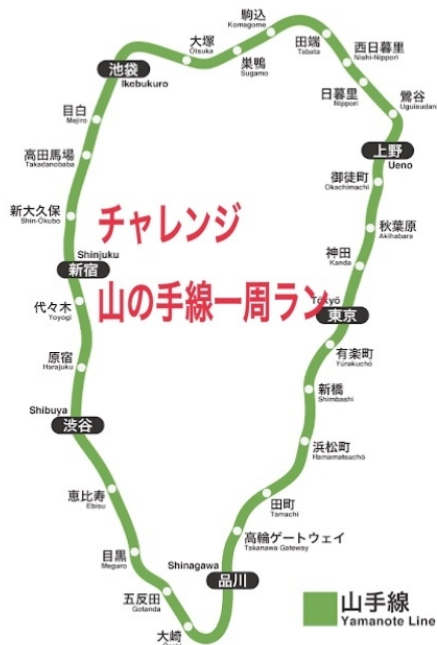 駒込
Komagome
大塚
Otsuka
巣鴨
Sugamo
田端
Tabata
西日暮里
Nishi-Nippori
池袋
Ikebukuro
日暮里
Nippori
鶯谷
Uguisudani
目白
Mejiro
上野
Ueno
高田馬場
Takadanobaba
御徒町
Okachimachi
新大久保
Shin-Okubo
チャレンジ
秋葉原
Akihabara
Shinjuku
新宿
神田
Kanda
山の手線一周ラン
代々木
Yoyogi
Tokyo
東京
原宿
Harajuku
有楽町
Yurakucho
新橋
Shimbashi
Shibuya
渋谷
浜松町
Hamamatsuchō
恵比寿
Ebisu
田町
Tamachi
高輪ゲートウェイ
Takanawa Gateway
目黒
Meguro
Shinagawa
品川
五反田
Gotanda
大崎
山手線
Yamanote Line